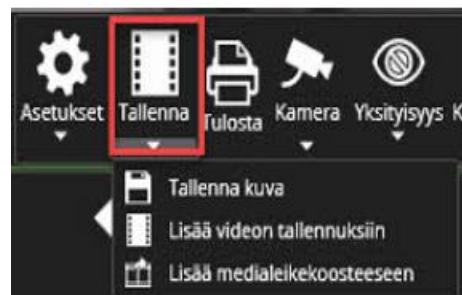 Asetukset Tallenna Tulosta Kamera Yksityisyys K
Tallenna kuva
Lisää videon tallennuksiin
Lisää medialeikekoosteeseen